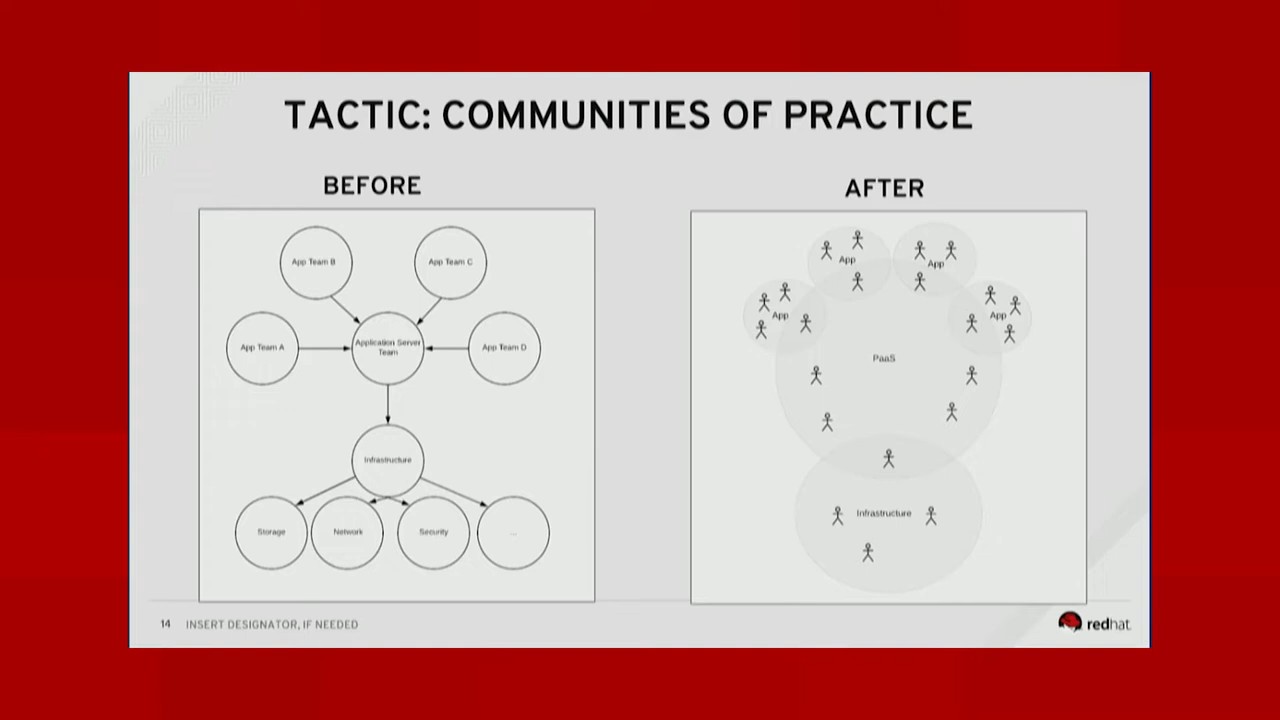 TACTIC: COMMUNITIES OF PRACTICE
BEFORE
App Team B
App Team C
App Team A
Application Server
Team
App Team D
Infrastructure
Storage
Network
Security
...
AFTER
App
App
App
App
PaaS
Infrastructure
14 INSERT DESIGNATOR, IF NEEDED
redhat.